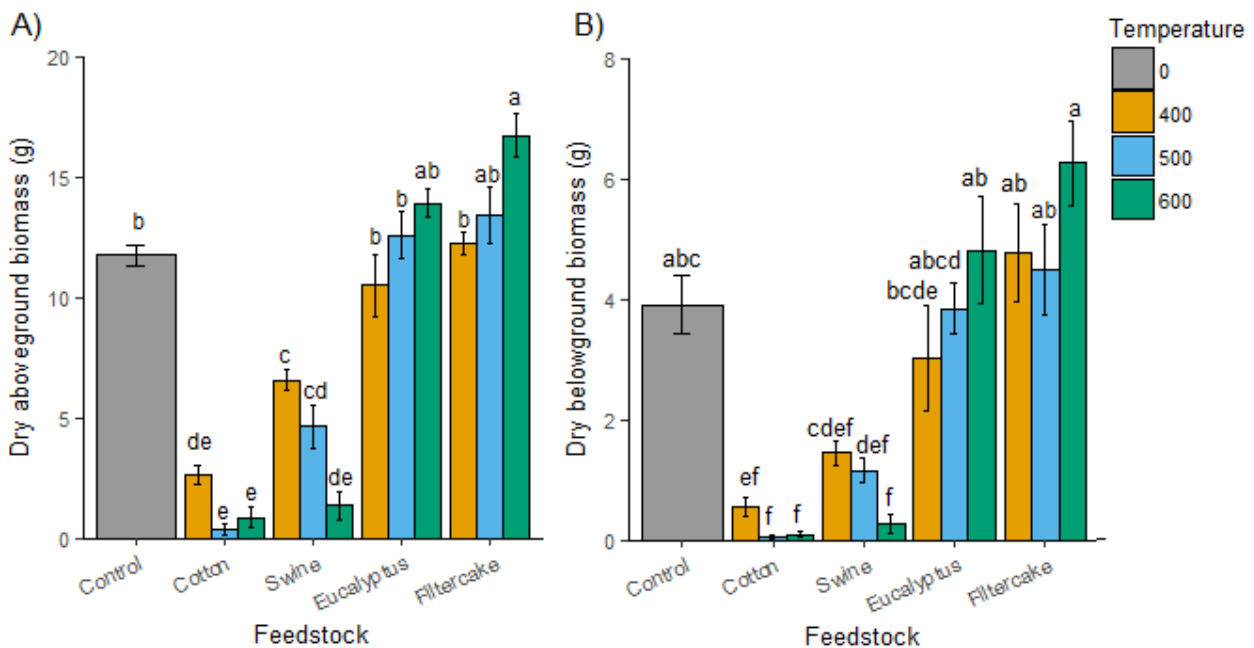 A)
Dry aboveground biomass (g)
20
15
10
5
0
b
de
e
e
c
cd
de
b
b
ab
b
ab
a
Control
Cotton
Swine
Eucalyptus
Filtercake
Feedstock
B)
Dry belowground biomass (g)
8
6
4
2
0
abc
ef
f
f
cdef
def
f
bcde
abcd
ab
ab
ab
a
Control
Cotton
Swine
Eucalyptus
Filtercake
Feedstock
Temperature
0
400
500
600